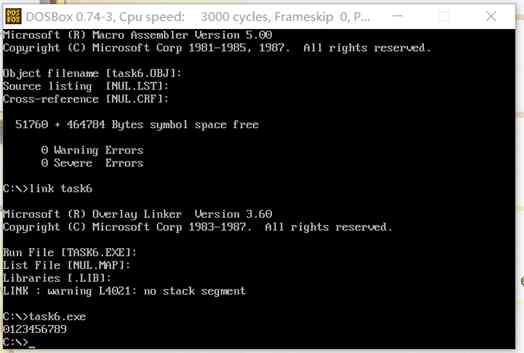 DOSBox 0.74-3, Cpu speed: 3000 cycles, Frameskip 0, P...
Microsoft (R) Macro Assembler Version 5.00
Copyright (C) Microsoft Corp 1981-1985, 1987. All rights reserved.
Object filename [task6.OBJ]:
Source listing [NUL.LST]:
Cross-reference [NUL.CRF]:
51760 + 464784 Bytes symbol space free
0 Warning Errors
0 Severe Errors
C:\>link task6
Microsoft (R) Overlay Linker Version 3.60
Copyright (C) Microsoft Corp 1983-1987. All rights reserved.
Run File [TASK6.EXE]:
List File [NUL.MAP]:
Libraries [.LIB]:
LINK : warning L4021: no stack segment
C:\>task6.exe
0123456789
C:\>_